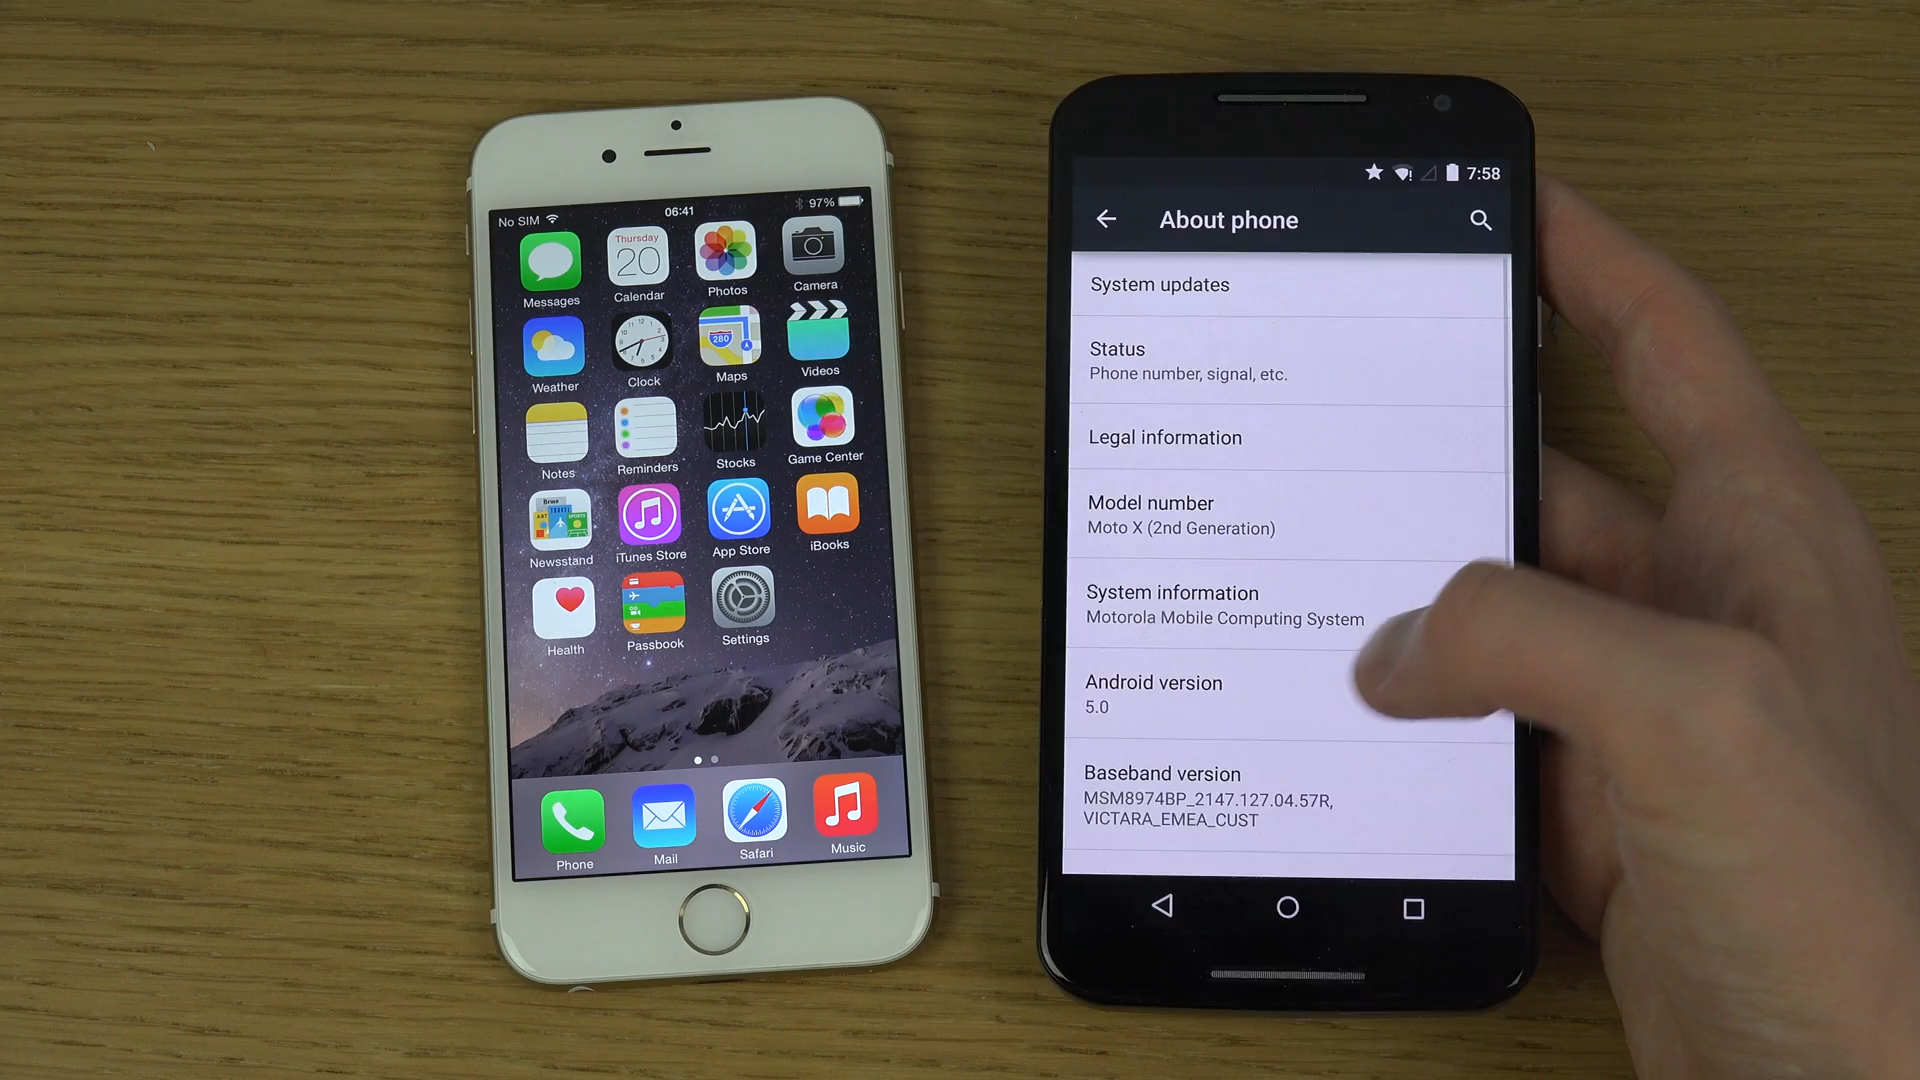 No SIM 06:41 97%
Messages
Thursday
20
Calendar
Photos
Camera
Weather
Clock
280
Maps
Videos
Notes
Reminders
Stocks
Game Center
ART
TRAVEL
SPORTS
Newsstand
iTunes Store
App Store
iBooks
Health
Passbook
Settings
Phone
Mail
Safari
Music
7:58
About phone
System updates
Status
Phone number, signal, etc.
Legal information
Model number
Moto X (2nd Generation)
System information
Motorola Mobile Computing System
Android version
5.0
Baseband version
MSM8974BP_2147.127.04.57R,
VICTARA_EMEA_CUST